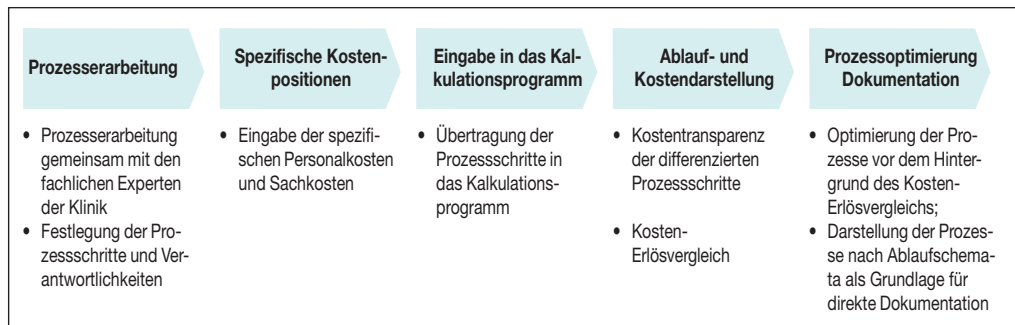 Prozesserarbeitung
Spezifische Kosten-
positionen
Eingabe in das Kal-
kulationsprogramm
Ablauf- und
Kostendarstellung
Prozessoptimierung
Dokumentation
• Prozesserarbeitung
gemeinsam mit den
fachlichen Experten
der Klinik
• Festlegung der Pro-
zessschritte und Ver-
antwortlichkeiten
• Eingabe der spezifi-
schen Personalkosten
und Sachkosten
• Übertragung der
Prozessschritte in
das Kalkulations-
programm
• Kostentransparenz
der differenzierten
Prozessschritte
• Kosten-
Erlösvergleich
• Optimierung der Pro-
zesse vor dem Hinter-
grund des Kosten-
Erlösvergleichs;
• Darstellung der Prozes-
se nach Ablaufschema-
ta als Grundlage für
direkte Dokumentation